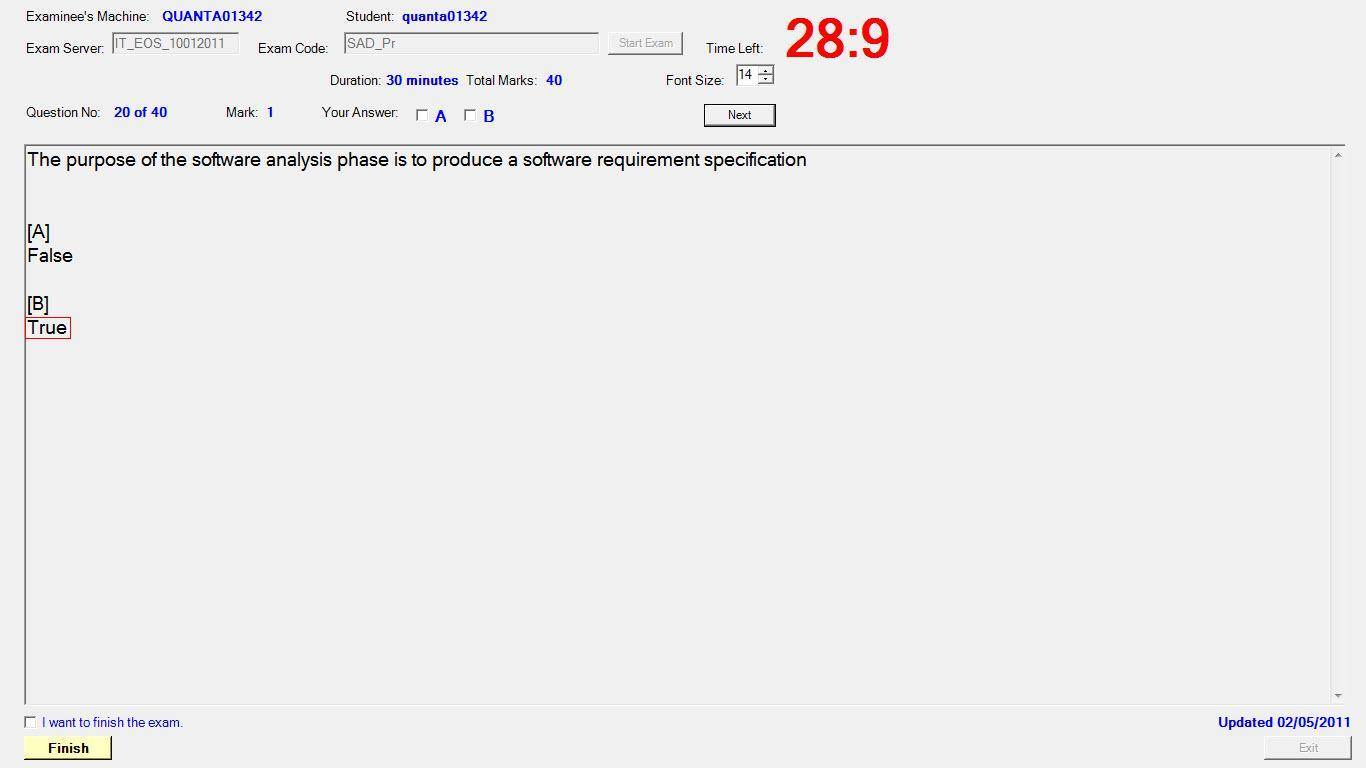 Examinee's Machine: QUANTA01342 Student: quanta01342
Exam Server: IT_EOS_10012011 Exam Code: SAD_Pr Start Exam Time Left: 28:9
Duration: 30 minutes Total Marks: 40 Font Size: 14
Question No: 20 of 40 Mark: 1 Your Answer: A B Next
The purpose of the software analysis phase is to produce a software requirement specification
[A]
False
[B]
True
I want to finish the exam. Updated 02/05/2011
Finish Exit